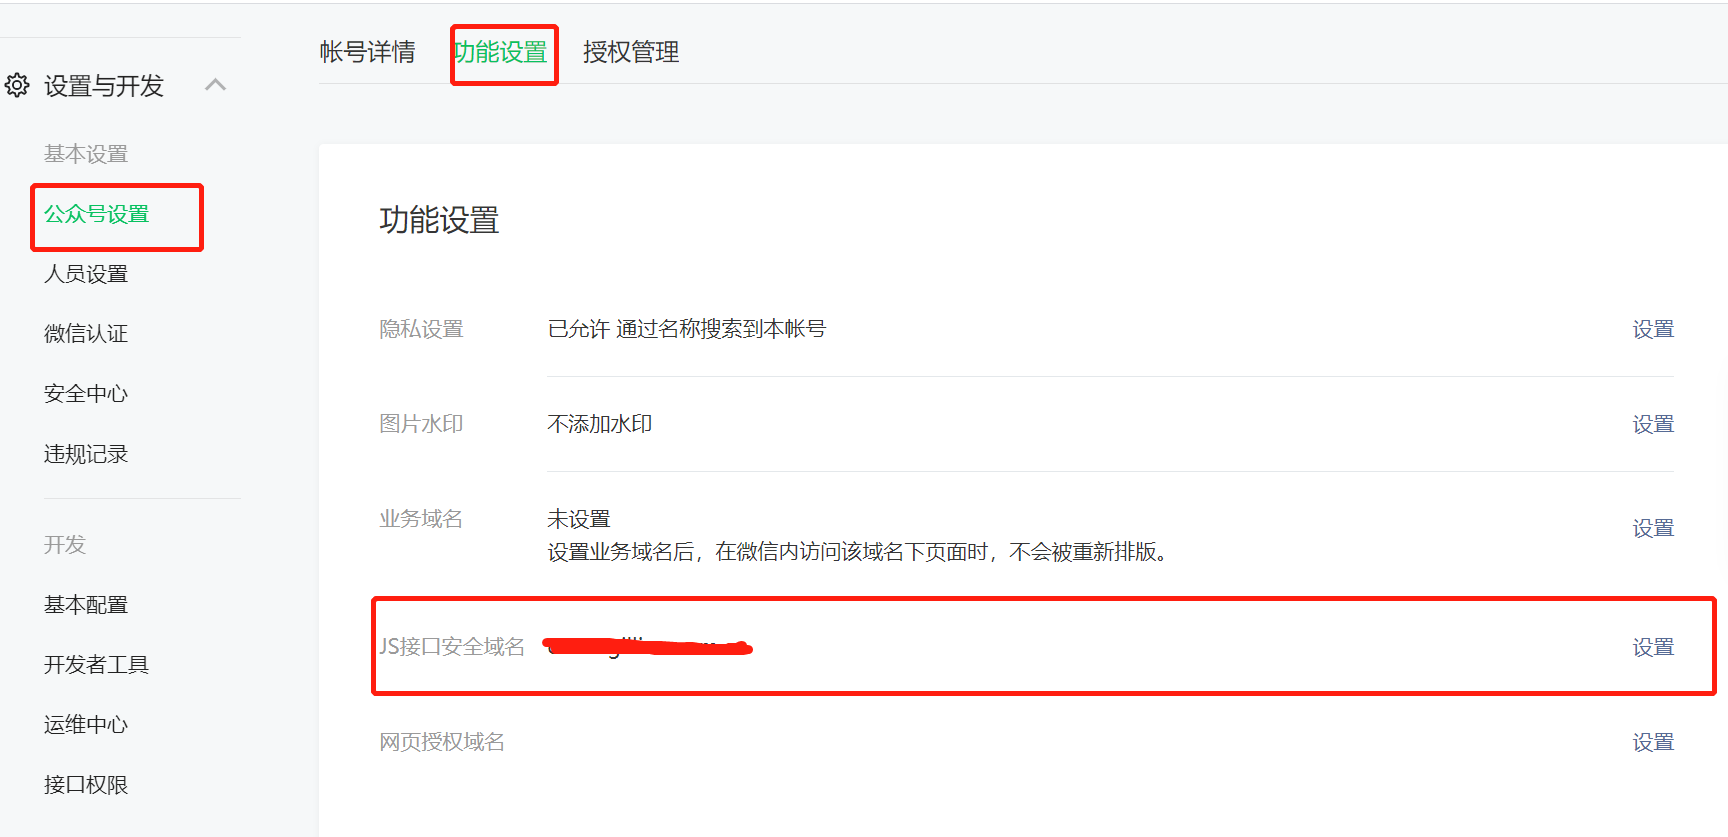 设置与开发
基本设置
公众号设置
人员设置
微信认证
安全中心
违规记录
开发
基本配置
开发者工具
运维中心
接口权限
帐号详情 功能设置 授权管理
功能设置
隐私设置 已允许 通过名称搜索到本帐号 设置
图片水印 不添加水印 设置
业务域名 未设置 设置
设置业务域名后，在微信内访问该域名下页面时，不会被重新排版。
JS接口安全域名 设置
网页授权域名 设置